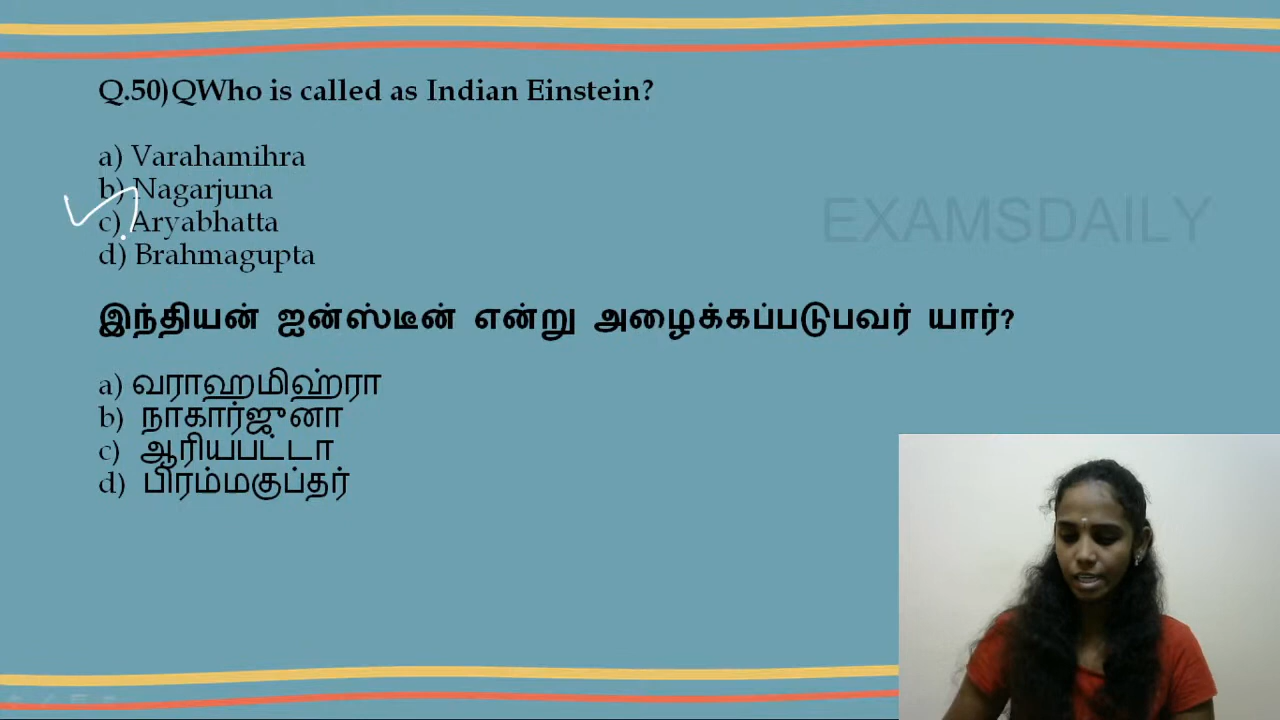 Q.50)QWho is called as Indian Einstein?
a) Varahamihra
b) Nagarjuna
c) Aryabhatta
d) Brahmagupta
EXAMSDAILY
இந்தியன் ஐன்ஸ்டீன் என்று அழைக்கப்படுபவர் யார்?
a) வராஹமிஹ்ரா
b) நாகார்ஜுனா
c) ஆரியபட்டா
d) பிரம்மகுப்தர்